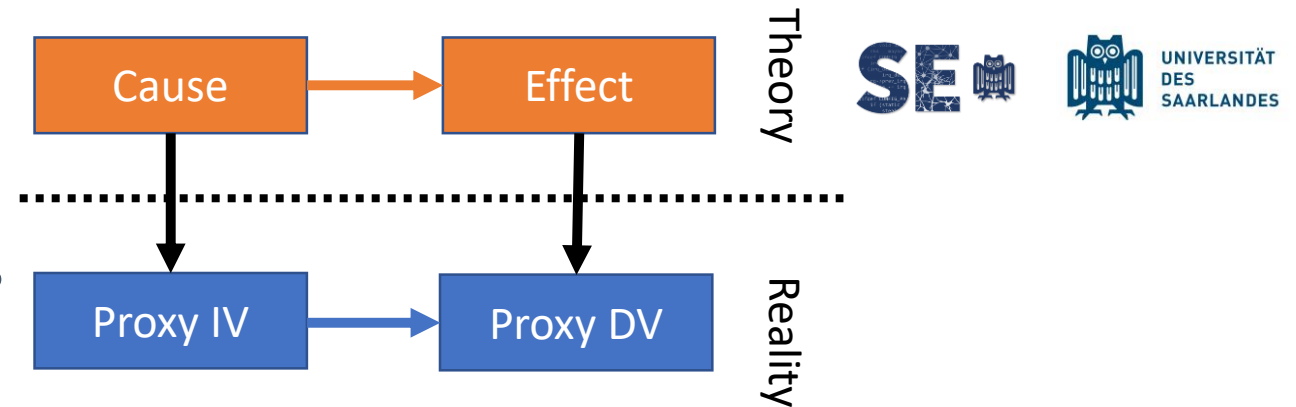 Cause
Effect
Theory
SE
UNIVERSITÄT
DES
SAARLANDES
Proxy IV
Proxy DV
Reality